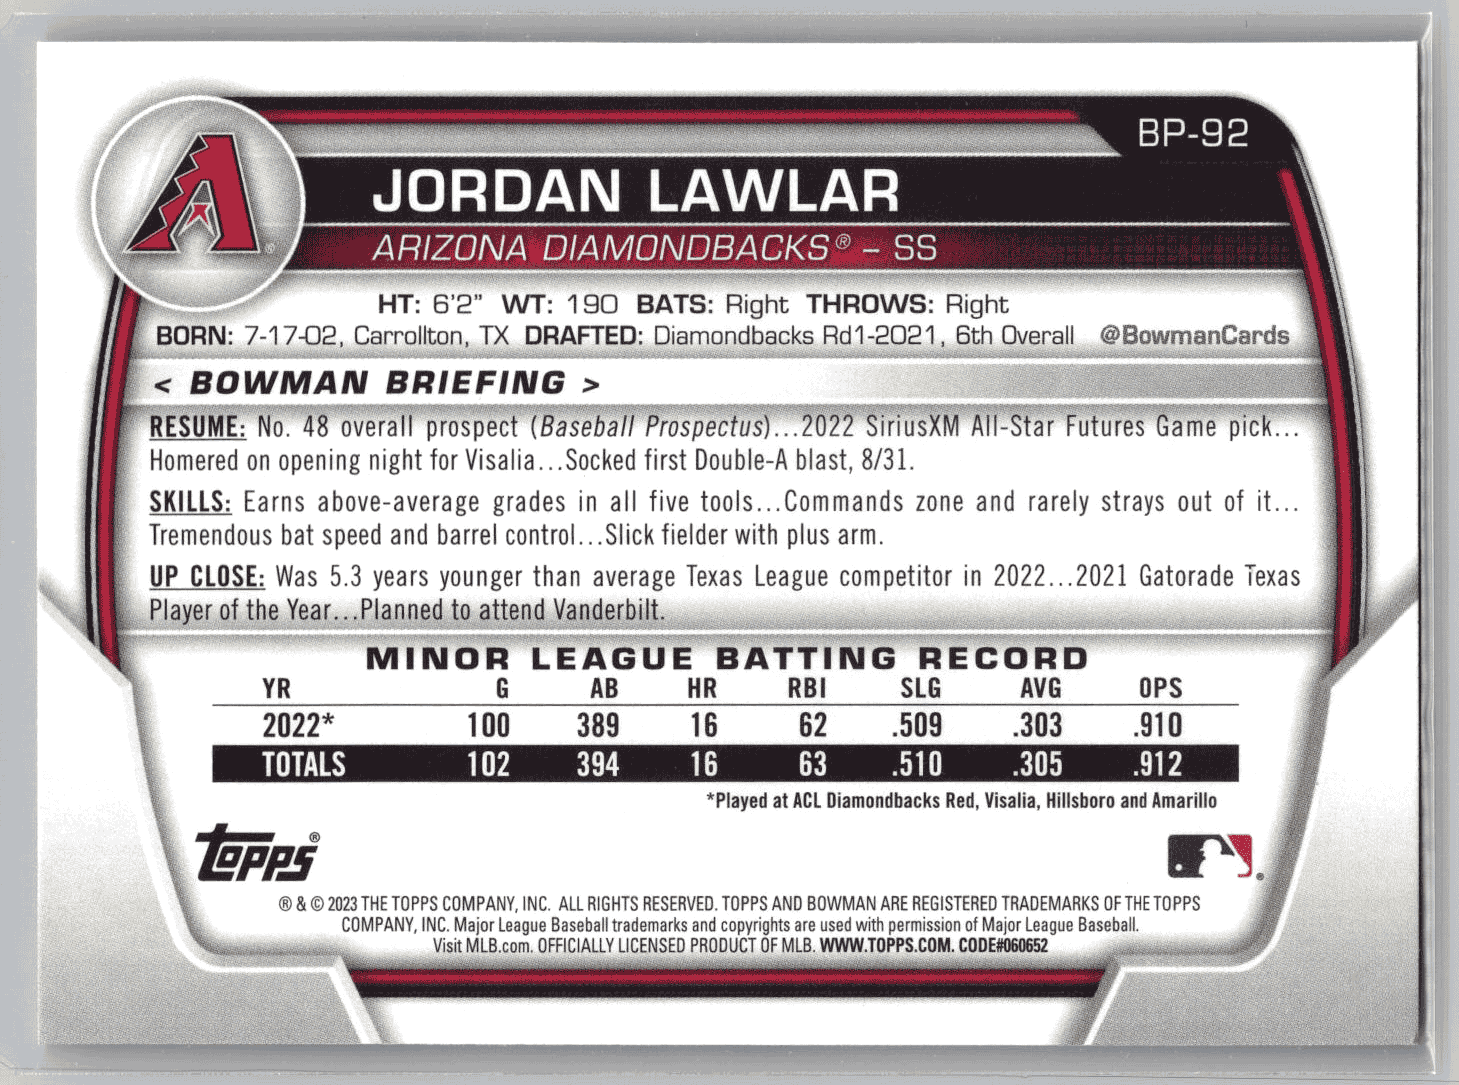 BP-92
JORDAN LAWLAR
ARIZONA DIAMONDBACKS® – SS
HT: 6'2" WT: 190 BATS: Right THROWS: Right
BORN: 7-17-02, Carrollton, TX DRAFTED: Diamondbacks Rd1-2021, 6th Overall @BowmanCards
< BOWMAN BRIEFING >
RESUME: No. 48 overall prospect (Baseball Prospectus)...2022 SiriusXM All-Star Futures Game pick...
Homered on opening night for Visalia...Socked first Double-A blast, 8/31.
SKILLS: Earns above-average grades in all five tools...Commands zone and rarely strays out of it...
Tremendous bat speed and barrel control...Slick fielder with plus arm.
UP CLOSE: Was 5.3 years younger than average Texas League competitor in 2022...2021 Gatorade Texas
Player of the Year...Planned to attend Vanderbilt.
MINOR LEAGUE BATTING RECORD
YR G AB HR RBI SLG AVG OPS
2022* 100 389 16 62 .509 .303 .910
TOTALS 102 394 16 63 .510 .305 .912
*Played at ACL Diamondbacks Red, Visalia, Hillsboro and Amarillo
topps®
® & © 2023 THE TOPPS COMPANY, INC. ALL RIGHTS RESERVED. TOPPS AND BOWMAN ARE REGISTERED TRADEMARKS OF THE TOPPS
COMPANY, INC. Major League Baseball trademarks and copyrights are used with permission of Major League Baseball.
Visit MLB.com. OFFICIALLY LICENSED PRODUCT OF MLB. WWW.TOPPS.COM. CODE#060652